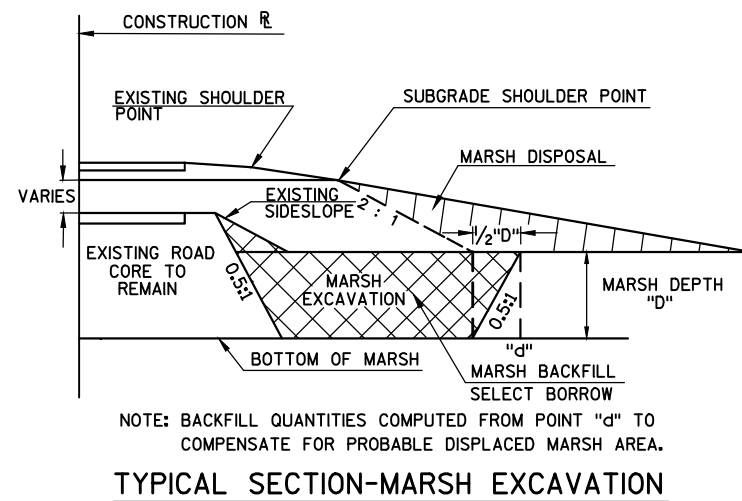 CONSTRUCTION ℞
EXISTING SHOULDER
POINT
SUBGRADE SHOULDER POINT
MARSH DISPOSAL
VARIES
EXISTING
SIDESLOPE
2 : 1
1/2"D"
EXISTING ROAD
CORE TO
REMAIN
0.5:1
MARSH
EXCAVATION
0.5:1
MARSH DEPTH
"D"
"d"
BOTTOM OF MARSH
MARSH BACKFILL
SELECT BORROW
NOTE: BACKFILL QUANTITIES COMPUTED FROM POINT "d" TO
COMPENSATE FOR PROBABLE DISPLACED MARSH AREA.
TYPICAL SECTION-MARSH EXCAVATION